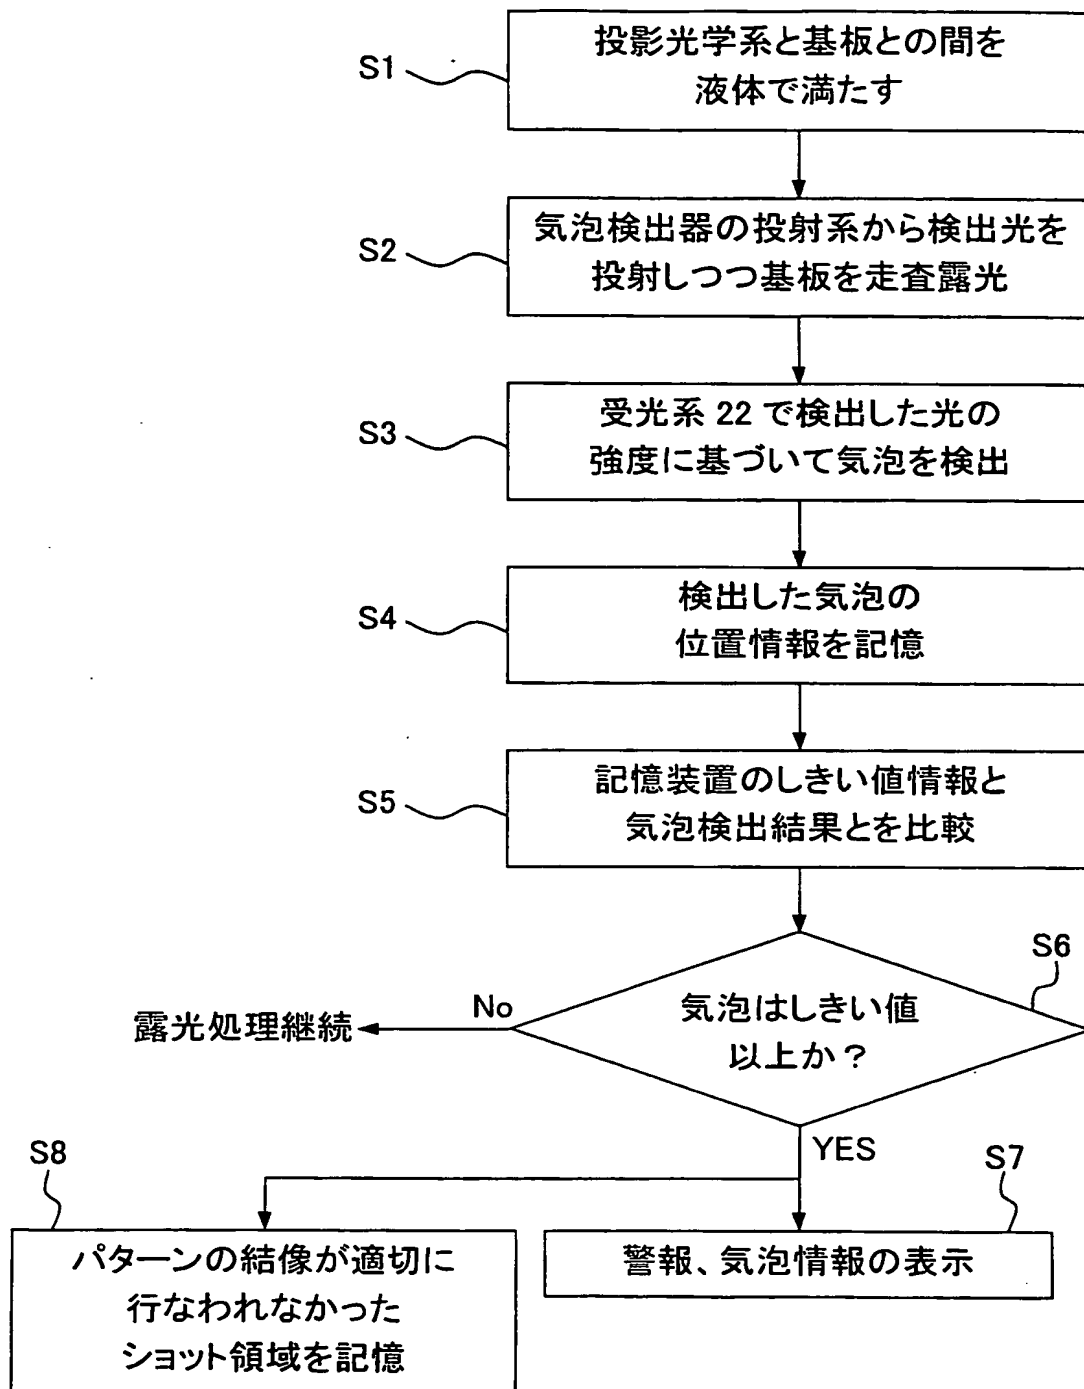 S1
投影光学系と基板との間を
液体で満たす
S2
気泡検出器の投射系から検出光を
投射しつつ基板を走査露光
S3
受光系 22 で検出した光の
強度に基づいて気泡を検出
S4
検出した気泡の
位置情報を記憶
S5
記憶装置のしきい値情報と
気泡検出結果とを比較
S6
気泡はしきい値
以上か？
No
露光処理継続
YES
S8
パターンの結像が適切に
行なわれなかった
ショット領域を記憶
S7
警報、気泡情報の表示